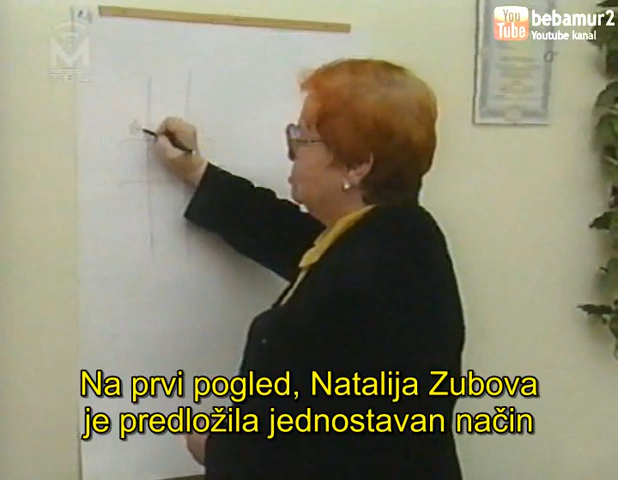 You
Tube
bebamur2
Youtube kanal
Na prvi pogled, Natalija Zubova
je predložila jednostavan način